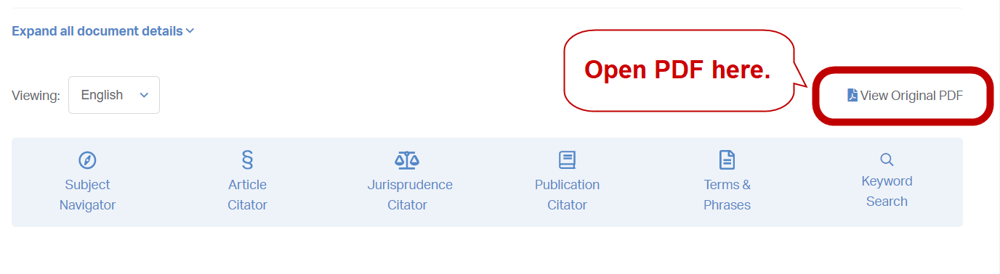 Expand all document details
Open PDF here.
Viewing:
English
View Original PDF
Subject
Navigator
§
Article
Citator
Jurisprudence
Citator
Publication
Citator
Terms &
Phrases
Keyword
Search